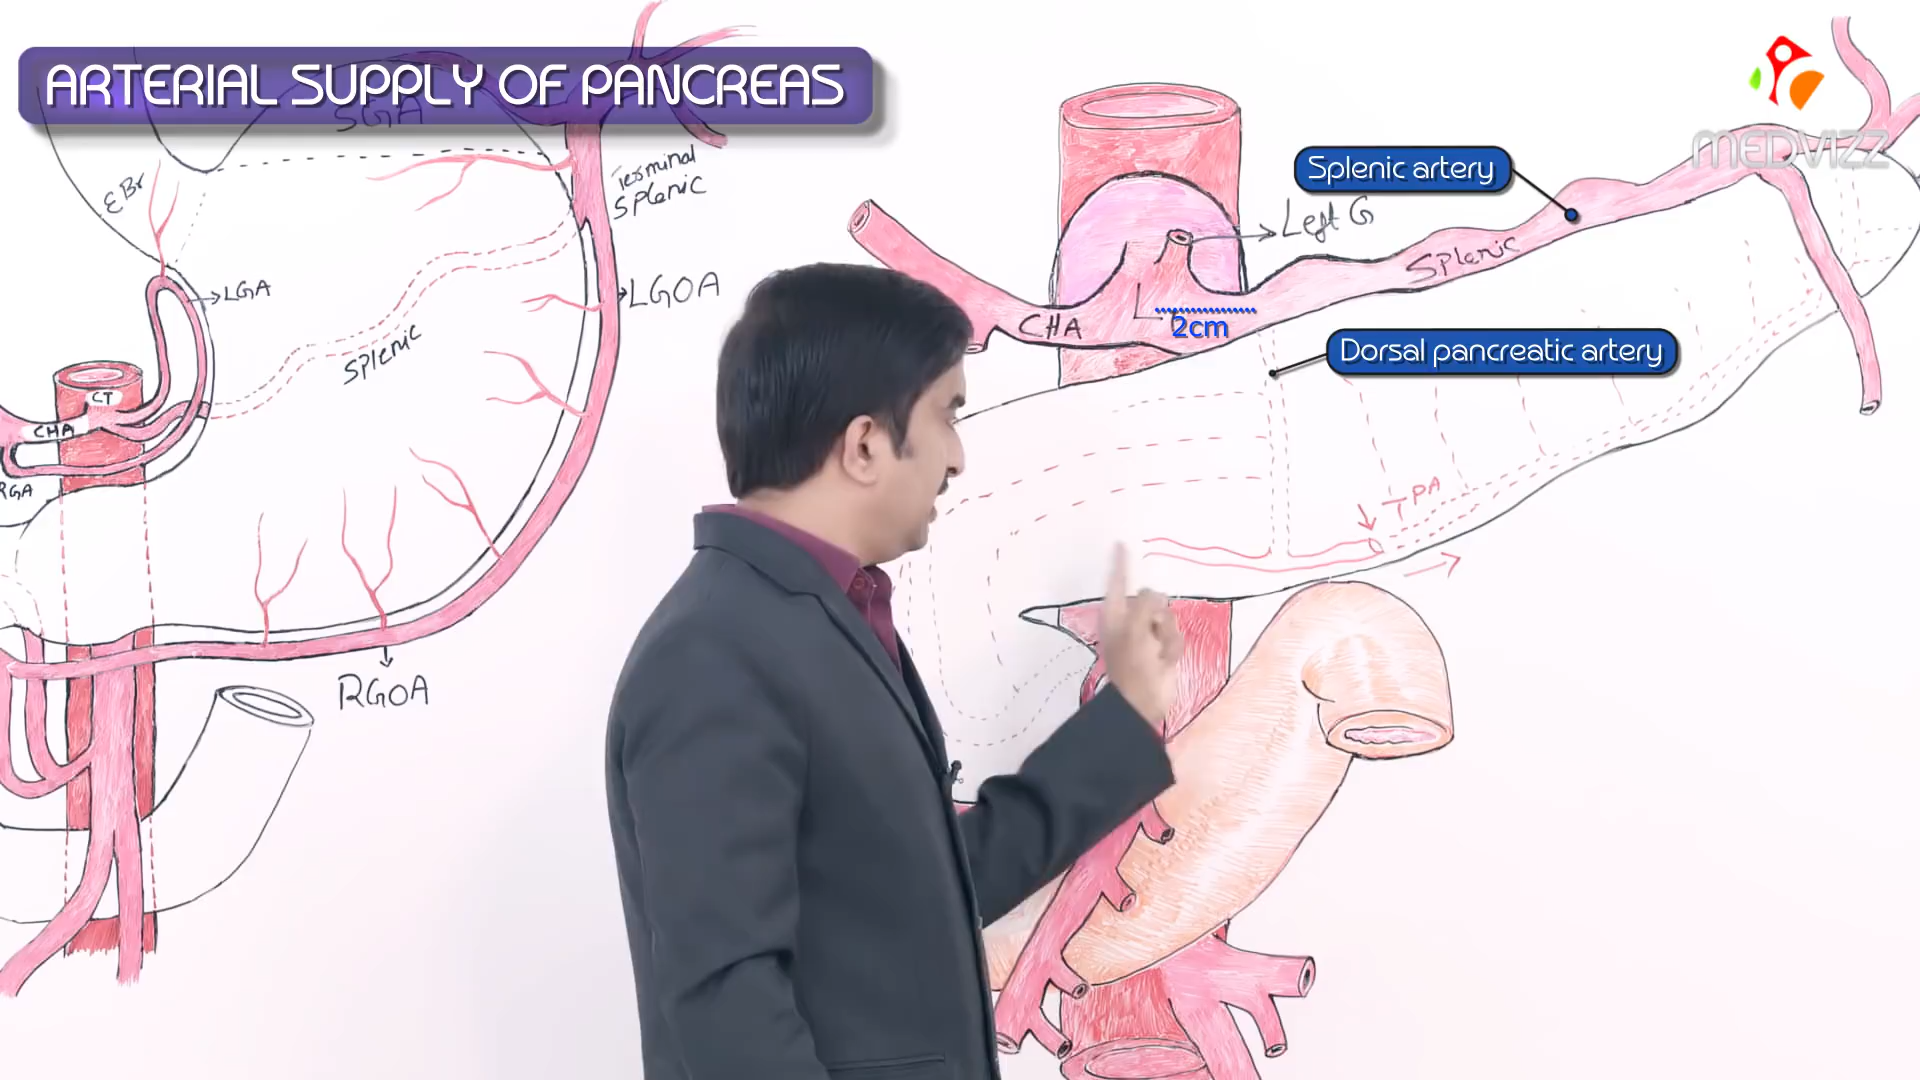 ARTERIAL SUPPLY OF PANCREAS
SGA
MEDVIZZ
EBr
Terminal
Splenic
Splenic artery
Left G
Splenic
LGA
LGOA
CHA
2cm
Dorsal pancreatic artery
Splenic
CT
CHA
RGA
TPA
RGOA